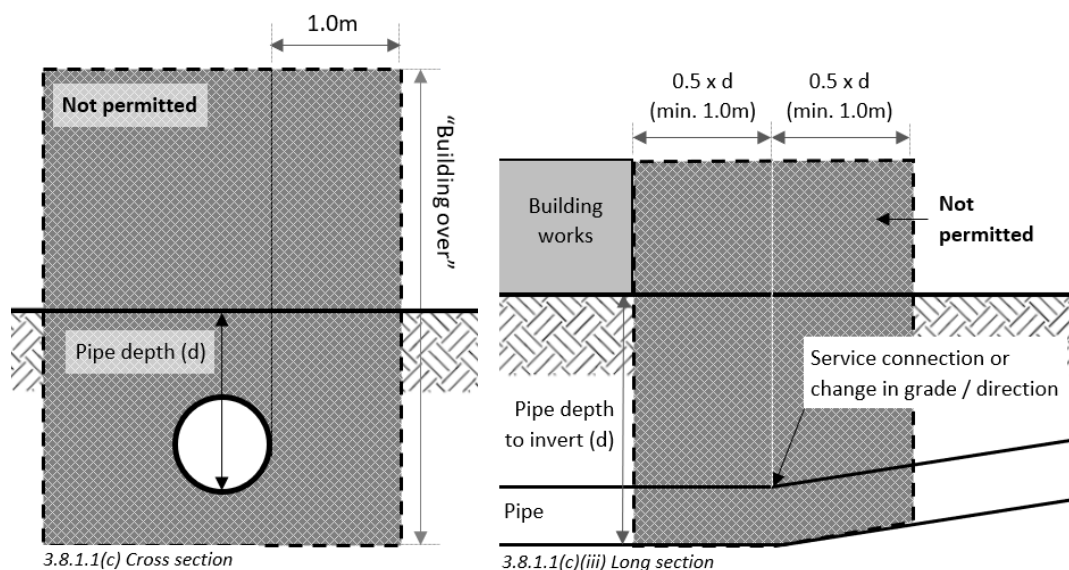 1.0m
Not permitted
“Building over”
Pipe depth (d)
3.8.1.1(c) Cross section
0.5 x d
(min. 1.0m)
0.5 x d
(min. 1.0m)
Building
works
Not
permitted
Service connection or
change in grade / direction
Pipe depth
to invert (d)
Pipe
3.8.1.1(c)(iii) Long section